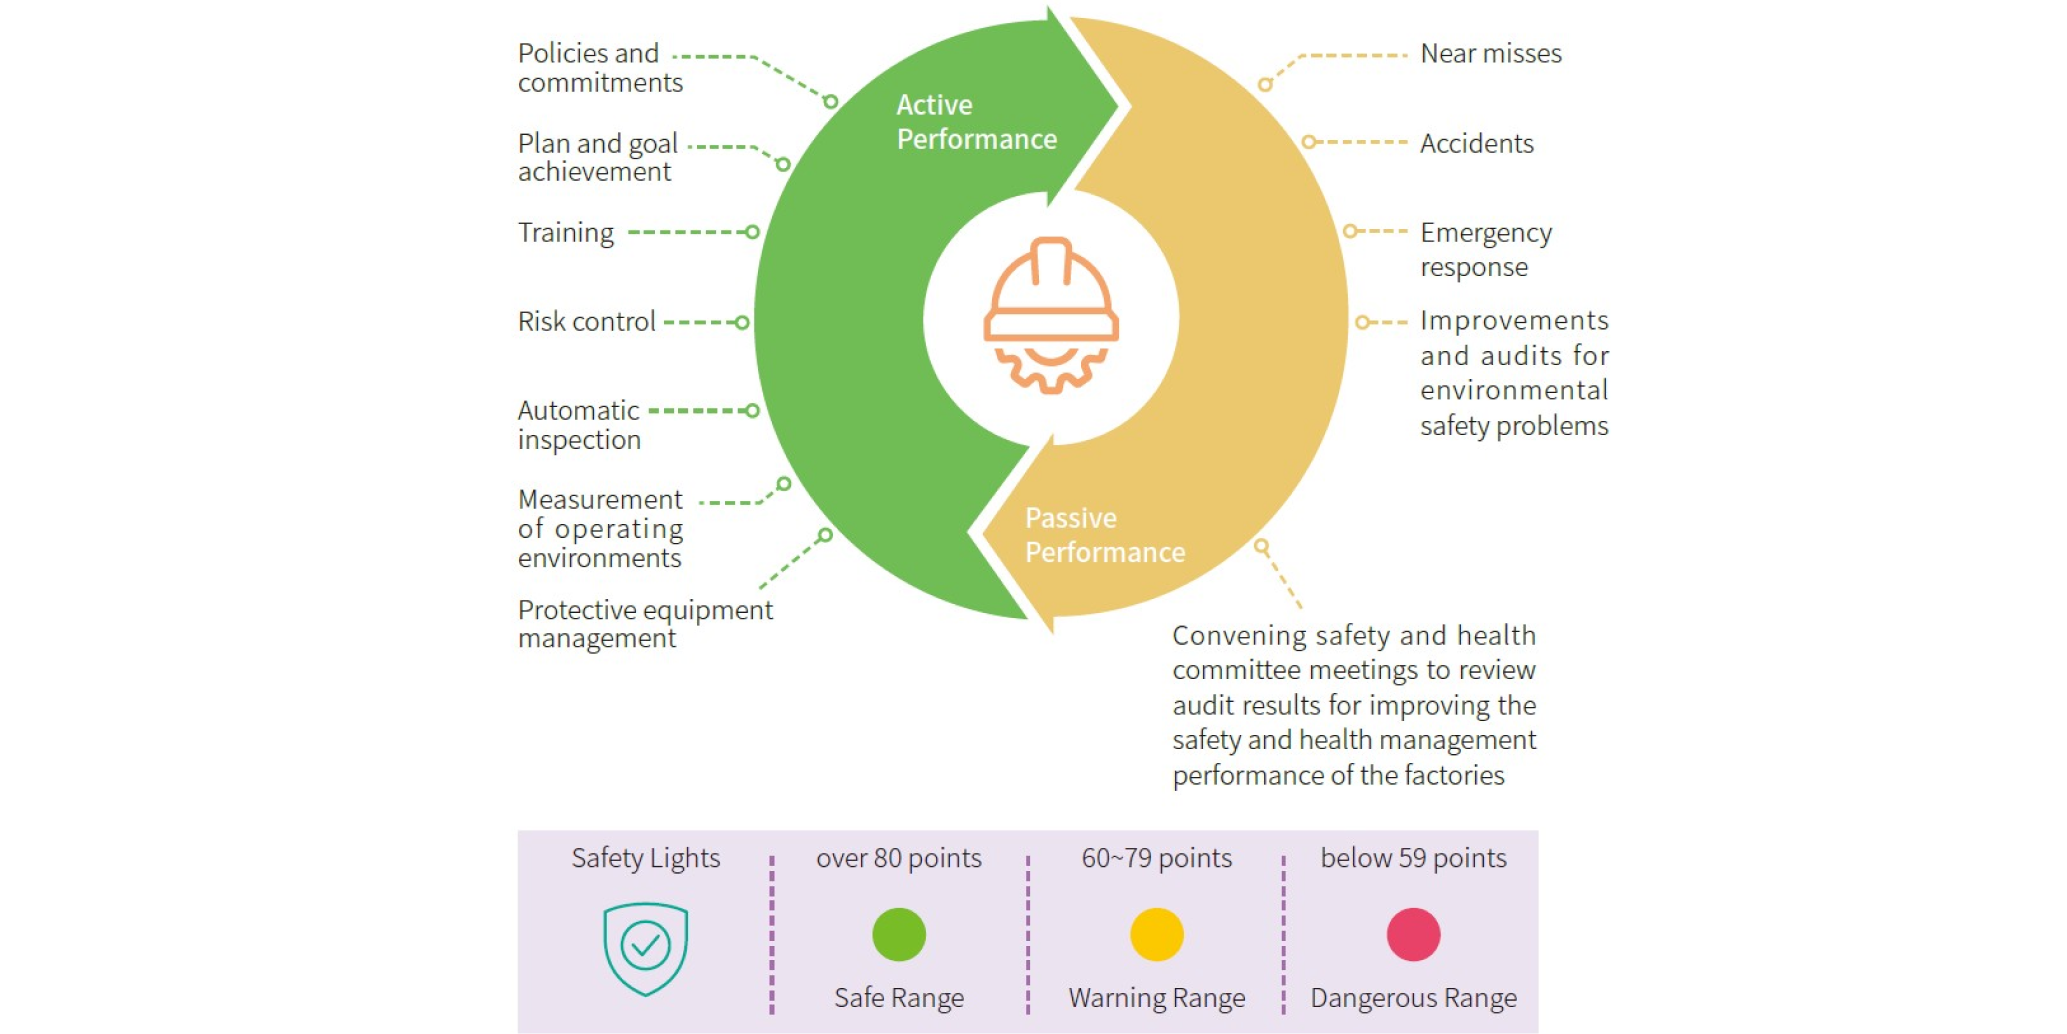 Policies and
commitments
Plan and goal
achievement
Training
Risk control
Automatic
inspection
Measurement
of operating
environments
Protective equipment
management
Active
Performance
Passive
Performance
Near misses
Accidents
Emergency
response
Improvements
and audits for
environmental
safety problems
Convening safety and health
committee meetings to review
audit results for improving the
safety and health management
performance of the factories
Safety Lights
over 80 points
Safe Range
60~79 points
Warning Range
below 59 points
Dangerous Range